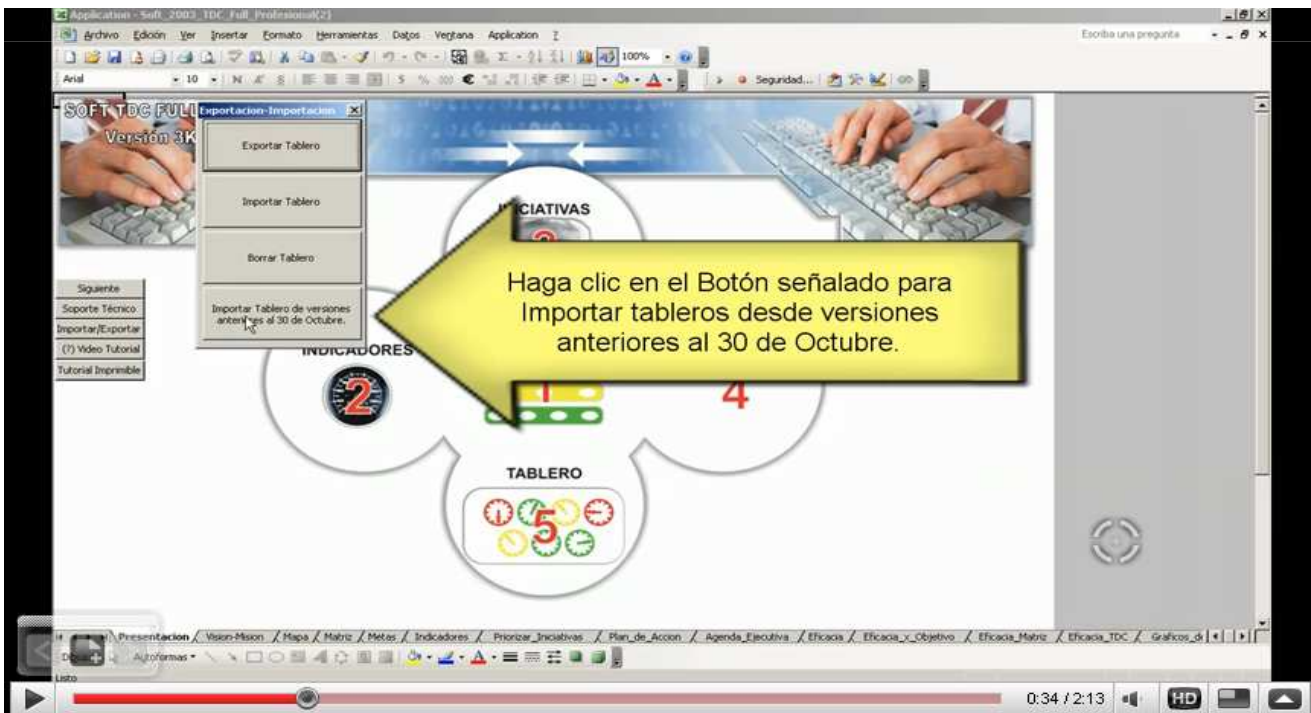 Application - Soft_2003_TDC_Full_Profesional(2)
Archivo Edición Ver Insertar Formato Herramientas Datos Ventana Application ?
Escriba una pregunta
100%
Arial 10 N K S
Seguridad...
SOFT TDC FULL
Versión 3K
Exportacion-Importacion
Exportar Tablero
Importar Tablero
Borrar Tablero
Importar Tablero de versiones
anteriores al 30 de Octubre.
Siguiente
Soporte Técnico
Importar/Exportar
(?) Video Tutorial
Tutorial Imprimible
INICIATIVAS
3
Haga clic en el Botón señalado para
Importar tableros desde versiones
anteriores al 30 de Octubre.
INDICADORES
2
1
4
TABLERO
5
Presentacion Vision-Mision Mapa Matriz Metas Indicadores Priorizar_Iniciativas Plan_de_Accion Agenda_Ejecutiva Eficacia Eficacia_x_Objetivo Eficacia_Matriz Eficacia_TDC Graficos_d
Autoformas
Listo
0:34 / 2:13
HD